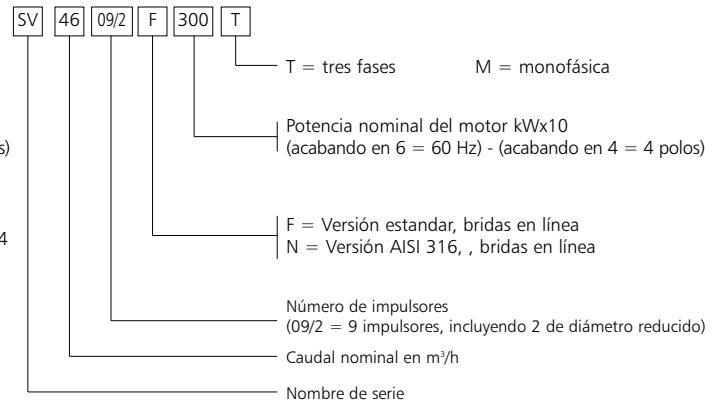 SV 46 09/2 F 300 T
T = tres fases M = monofásica
Potencia nominal del motor kWx10
s)
(acabando en 6 = 60 Hz) - (acabando en 4 = 4 polos)
F = Versión estandar, bridas en línea
4
N = Versión AISI 316, , bridas en línea
Número de impulsores
(09/2 = 9 impulsores, incluyendo 2 de diámetro reducido)
Caudal nominal en m³/h
Nombre de serie